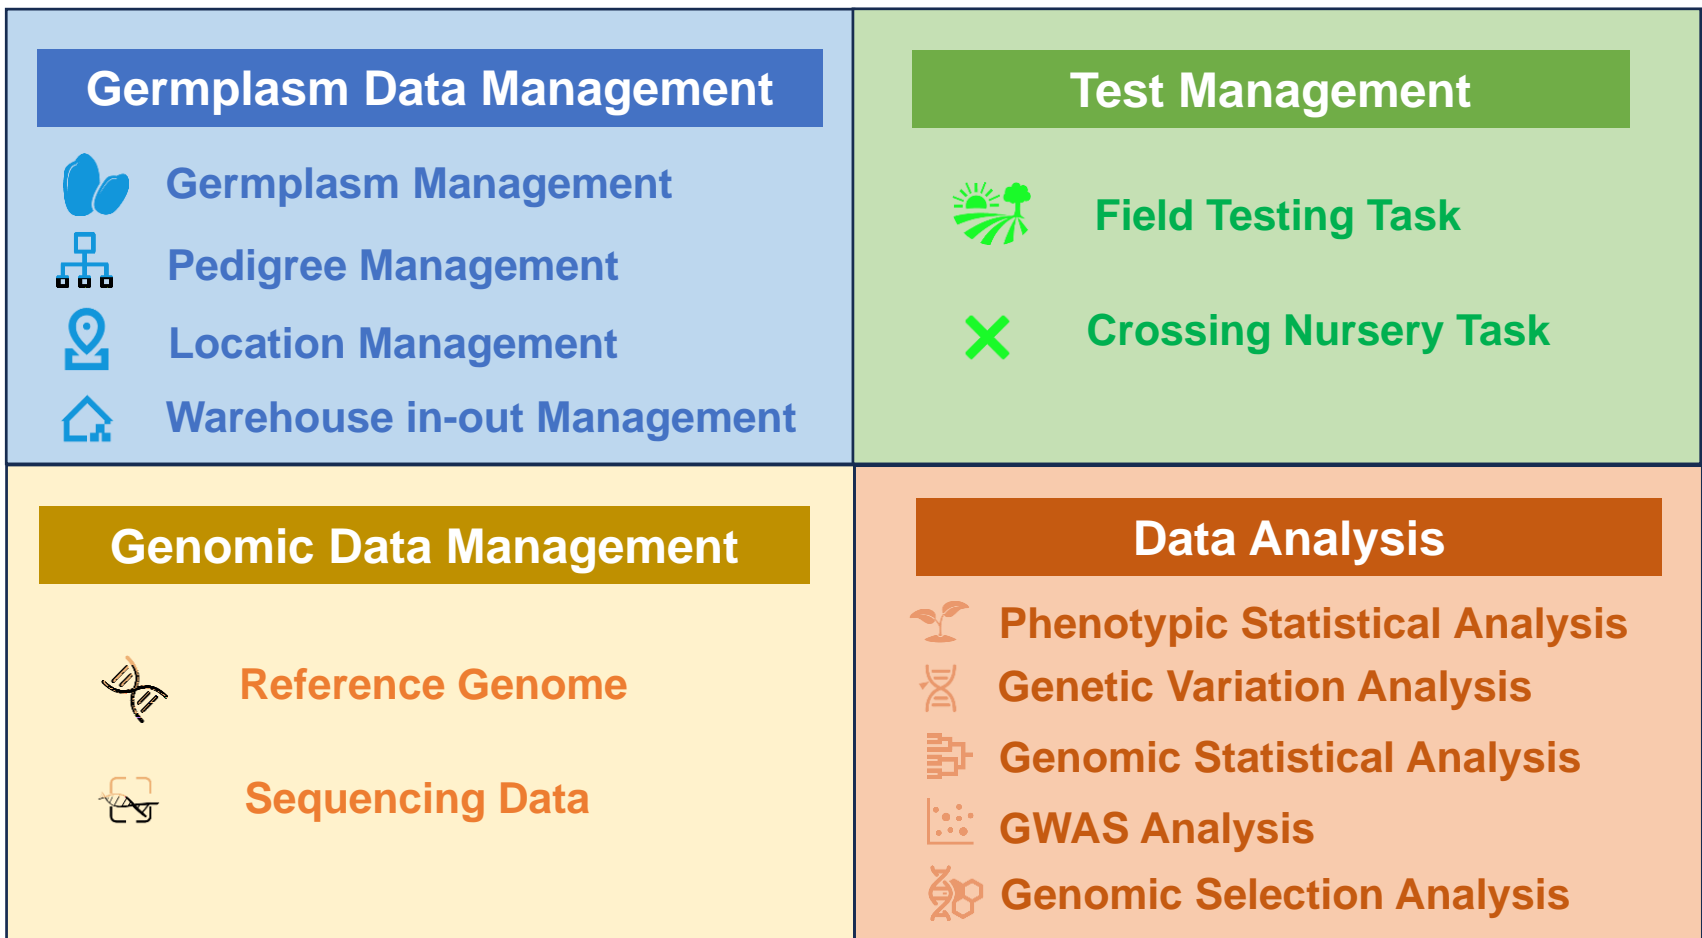 Germplasm Data Management
Germplasm Management
Pedigree Management
Location Management
Warehouse in-out Management
Test Management
Field Testing Task
Crossing Nursery Task
Genomic Data Management
Reference Genome
Sequencing Data
Data Analysis
Phenotypic Statistical Analysis
Genetic Variation Analysis
Genomic Statistical Analysis
GWAS Analysis
Genomic Selection Analysis